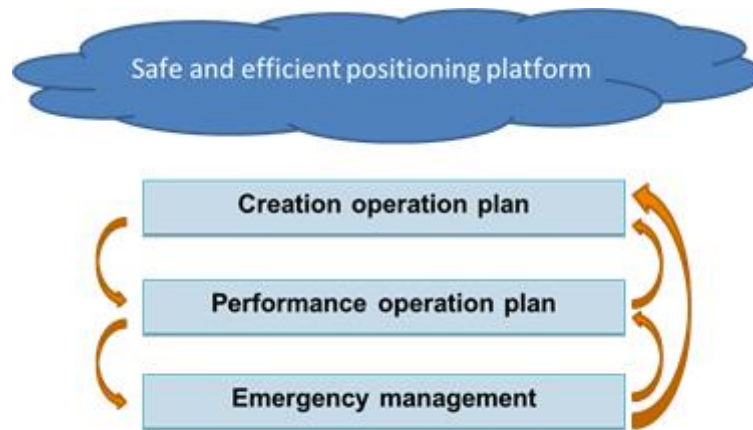 Safe and efficient positioning platform
Creation operation plan
Performance operation plan
Emergency management